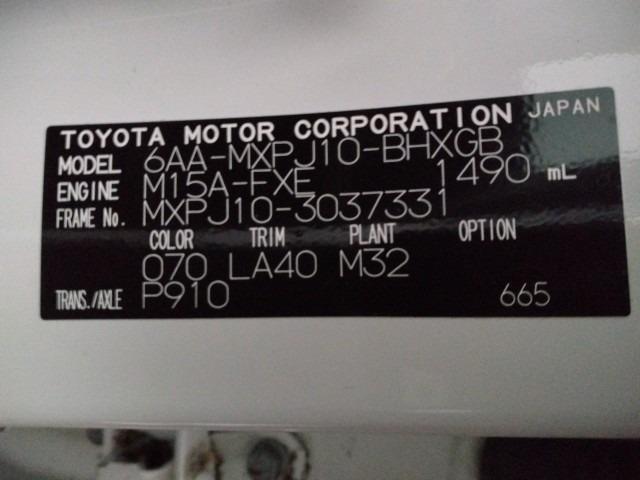 TOYOTA MOTOR CORPORATION JAPAN
MODEL 6AA-MXPJ10-BHXGB
ENGINE M15A-FXE 1490 mL
FRAME No. MXPJ10-3037331
COLOR TRIM PLANT OPTION
070 LA40 M32
TRANS./AXLE P910 665